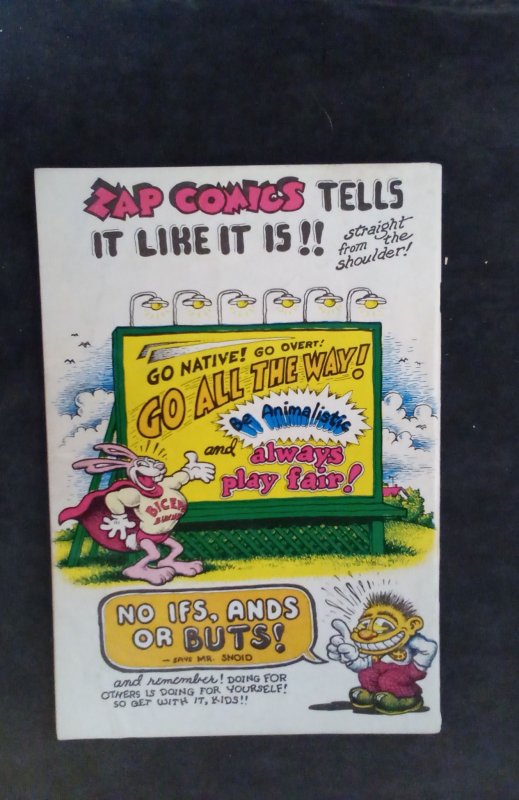 ZAP COMICS TELLS
IT LIKE IT IS!!
straight
from the
shoulder!
GO NATIVE! GO OVERT!
GO ALL THE WAY!
Be Animalistic
and always
play fair!
BICEP
BUNNY
NO IFS, ANDS
OR BUTS!
— SAYS MR. SNOID
and remember! DOING FOR
OTHERS IS DOING FOR YOURSELF!
SO GET WITH IT, KIDS!!